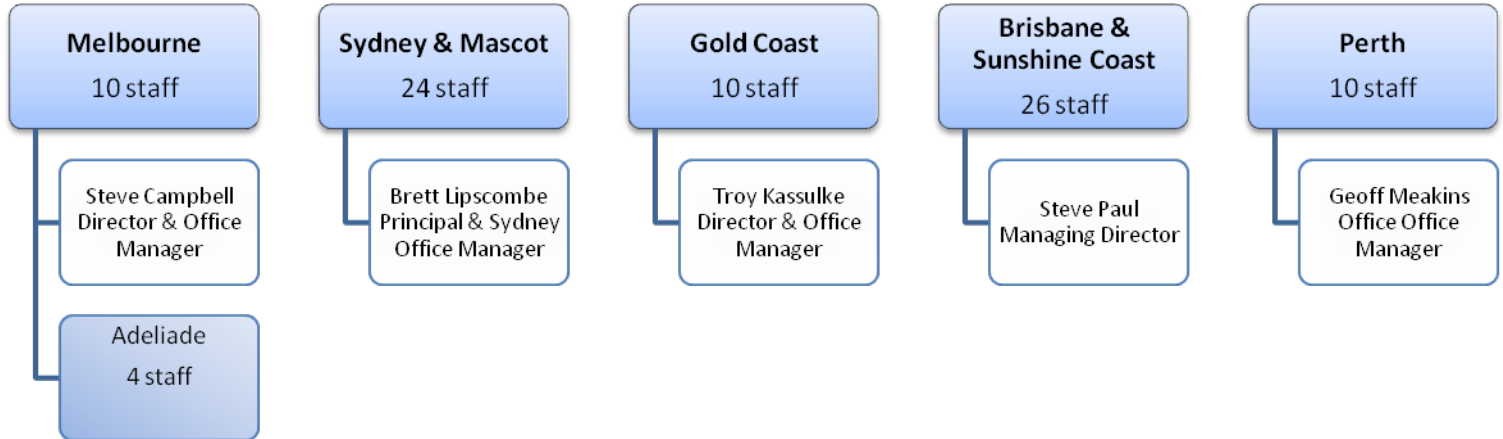 Melbourne
10 staff
Steve Campbell
Director & Office
Manager
Adeliade
4 staff
Sydney & Mascot
24 staff
Brett Lipscombe
Principal & Sydney
Office Manager
Gold Coast
10 staff
Troy Kassulke
Director & Office
Manager
Brisbane &
Sunshine Coast
26 staff
Steve Paul
Managing Director
Perth
10 staff
Geoff Meakins
Office Office
Manager